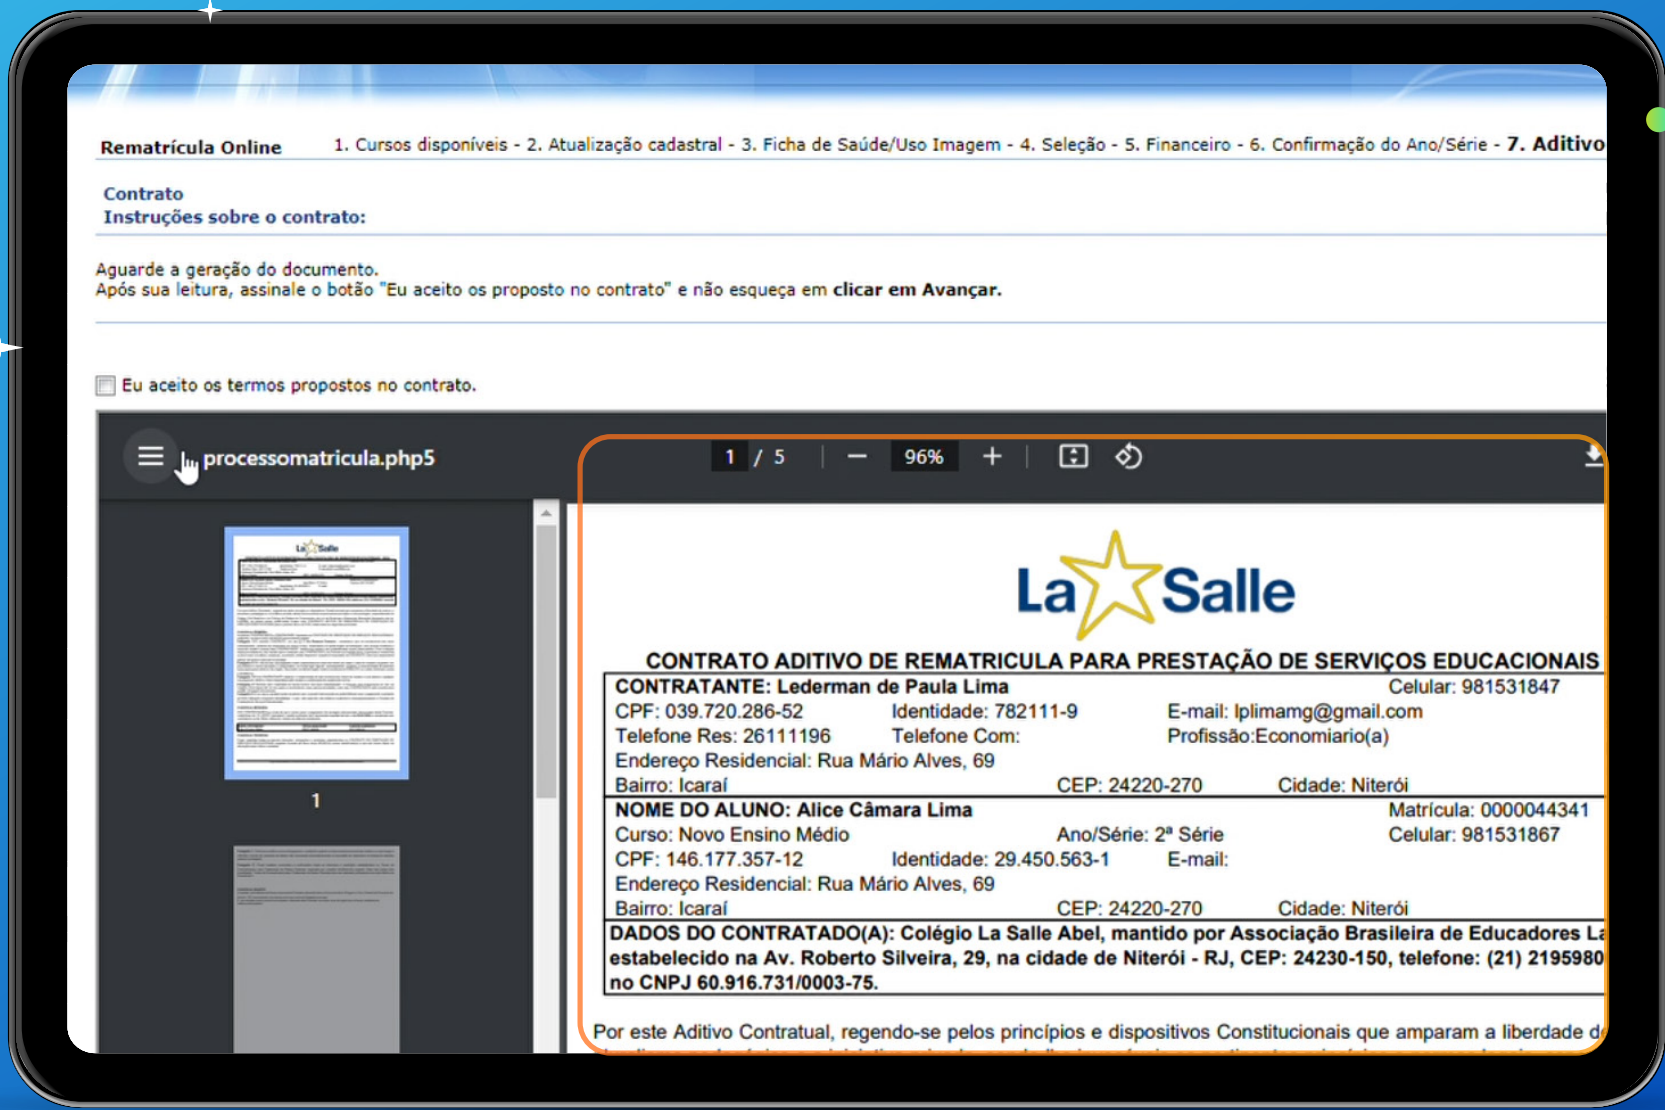 Rematrícula Online 1. Cursos disponíveis - 2. Atualização cadastral - 3. Ficha de Saúde/Uso Imagem - 4. Seleção - 5. Financeiro - 6. Confirmação do Ano/Série - 7. Aditivo
Contrato
Instruções sobre o contrato:
Aguarde a geração do documento.
Após sua leitura, assinale o botão "Eu aceito os proposto no contrato" e não esqueça em clicar em Avançar.
Eu aceito os termos propostos no contrato.
processomatricula.php5 1 / 5 96%
La Salle
1
La Salle
CONTRATO ADITIVO DE REMATRICULA PARA PRESTAÇÃO DE SERVIÇOS EDUCACIONAIS
CONTRATANTE: Lederman de Paula Lima Celular: 981531847
CPF: 039.720.286-52 Identidade: 782111-9 E-mail: lplimamg@gmail.com
Telefone Res: 26111196 Telefone Com: Profissão:Economiario(a)
Endereço Residencial: Rua Mário Alves, 69
Bairro: Icaraí CEP: 24220-270 Cidade: Niterói
NOME DO ALUNO: Alice Câmara Lima Matrícula: 0000044341
Curso: Novo Ensino Médio Ano/Série: 2ª Série Celular: 981531867
CPF: 146.177.357-12 Identidade: 29.450.563-1 E-mail:
Endereço Residencial: Rua Mário Alves, 69
Bairro: Icaraí CEP: 24220-270 Cidade: Niterói
DADOS DO CONTRATADO(A): Colégio La Salle Abel, mantido por Associação Brasileira de Educadores La
estabelecido na Av. Roberto Silveira, 29, na cidade de Niterói - RJ, CEP: 24230-150, telefone: (21) 2195980
no CNPJ 60.916.731/0003-75.
Por este Aditivo Contratual, regendo-se pelos princípios e dispositivos Constitucionais que amparam a liberdade de